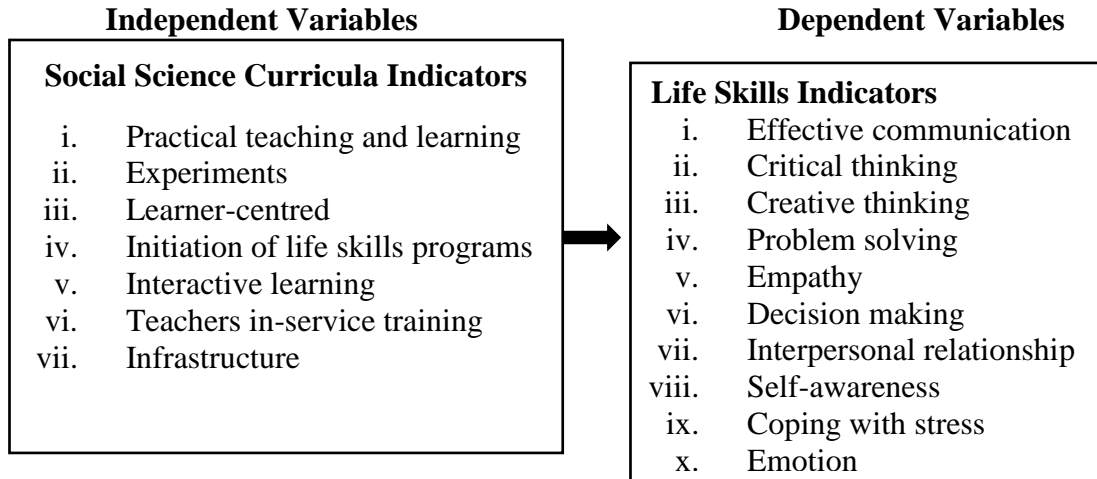 Independent Variables
Social Science Curricula Indicators
i. Practical teaching and learning
ii. Experiments
iii. Learner-centred
iv. Initiation of life skills programs
v. Interactive learning
vi. Teachers in-service training
vii. Infrastructure
Dependent Variables
Life Skills Indicators
i. Effective communication
ii. Critical thinking
iii. Creative thinking
iv. Problem solving
v. Empathy
vi. Decision making
vii. Interpersonal relationship
viii. Self-awareness
ix. Coping with stress
x. Emotion